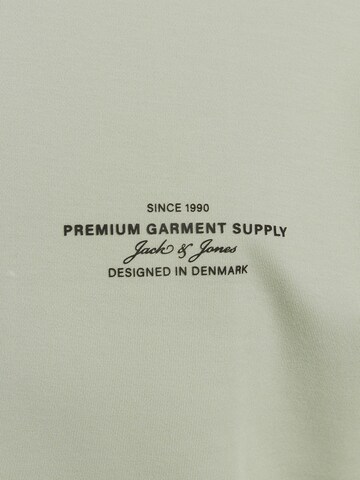 SINCE 1990
PREMIUM GARMENT SUPPLY
Jack & Jones
DESIGNED IN DENMARK